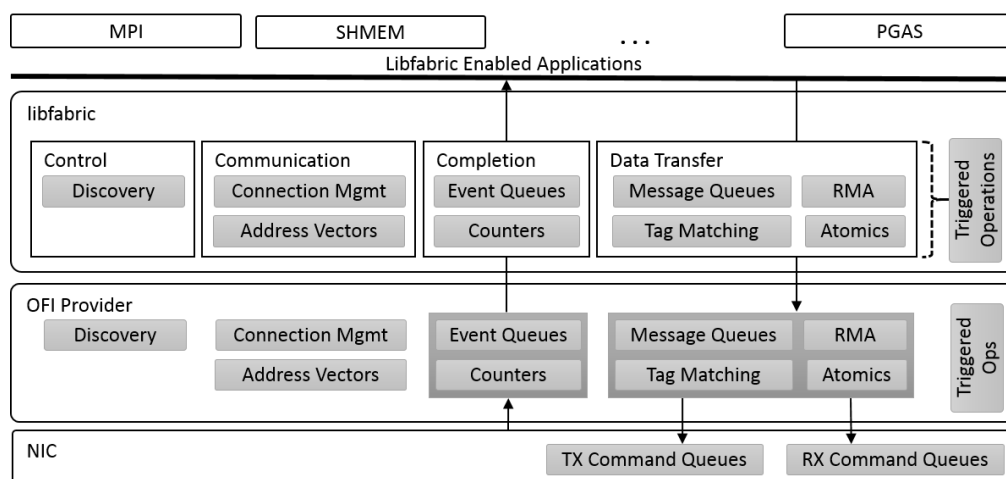 MPI
SHMEM
...
PGAS
Libfabric Enabled Applications
libfabric
Control
Discovery
Communication
Connection Mgmt
Address Vectors
Completion
Event Queues
Counters
Data Transfer
Message Queues
RMA
Tag Matching
Atomics
Triggered
Operations
OFI Provider
Discovery
Connection Mgmt
Address Vectors
Event Queues
Counters
Message Queues
RMA
Tag Matching
Atomics
Triggered
Ops
NIC
TX Command Queues
RX Command Queues